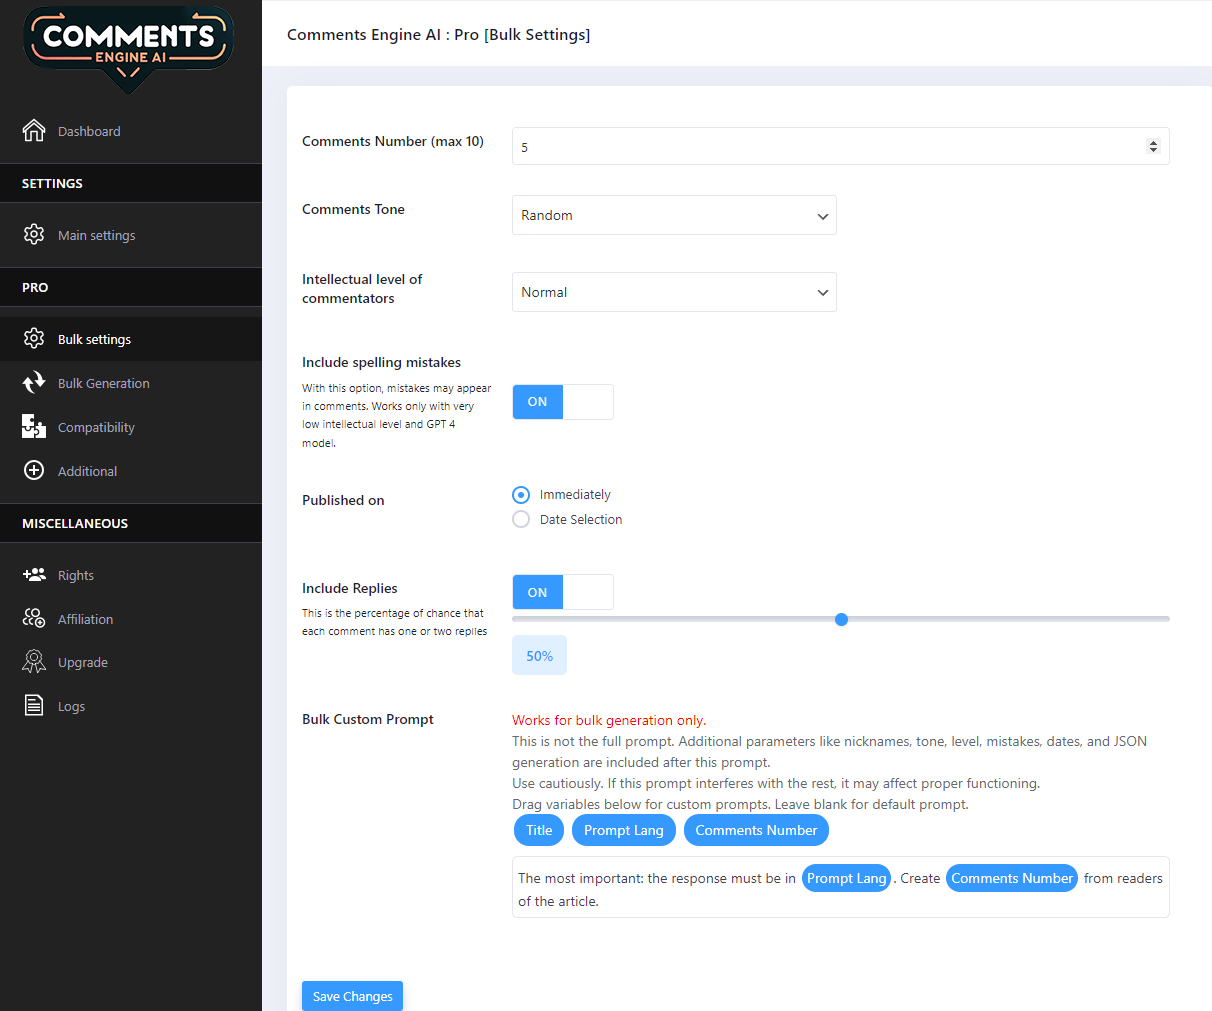 COMMENTS
ENGINE AI
Comments Engine AI : Pro [Bulk Settings]
Dashboard
SETTINGS
Main settings
PRO
Bulk settings
Bulk Generation
Compatibility
Additional
MISCELLANEOUS
Rights
Affiliation
Upgrade
Logs
Comments Number (max 10)
5
Comments Tone
Random
Intellectual level of
commentators
Normal
Include spelling mistakes
With this option, mistakes may appear
in comments. Works only with very
low intellectual level and GPT 4
model.
ON
Published on
Immediately
Date Selection
Include Replies
This is the percentage of chance that
each comment has one or two replies
ON
50%
Bulk Custom Prompt
Works for bulk generation only.
This is not the full prompt. Additional parameters like nicknames, tone, level, mistakes, dates, and JSON
generation are included after this prompt.
Use cautiously. If this prompt interferes with the rest, it may affect proper functioning.
Drag variables below for custom prompts. Leave blank for default prompt.
Title Prompt Lang Comments Number
The most important: the response must be in Prompt Lang . Create Comments Number from readers
of the article.
Save Changes